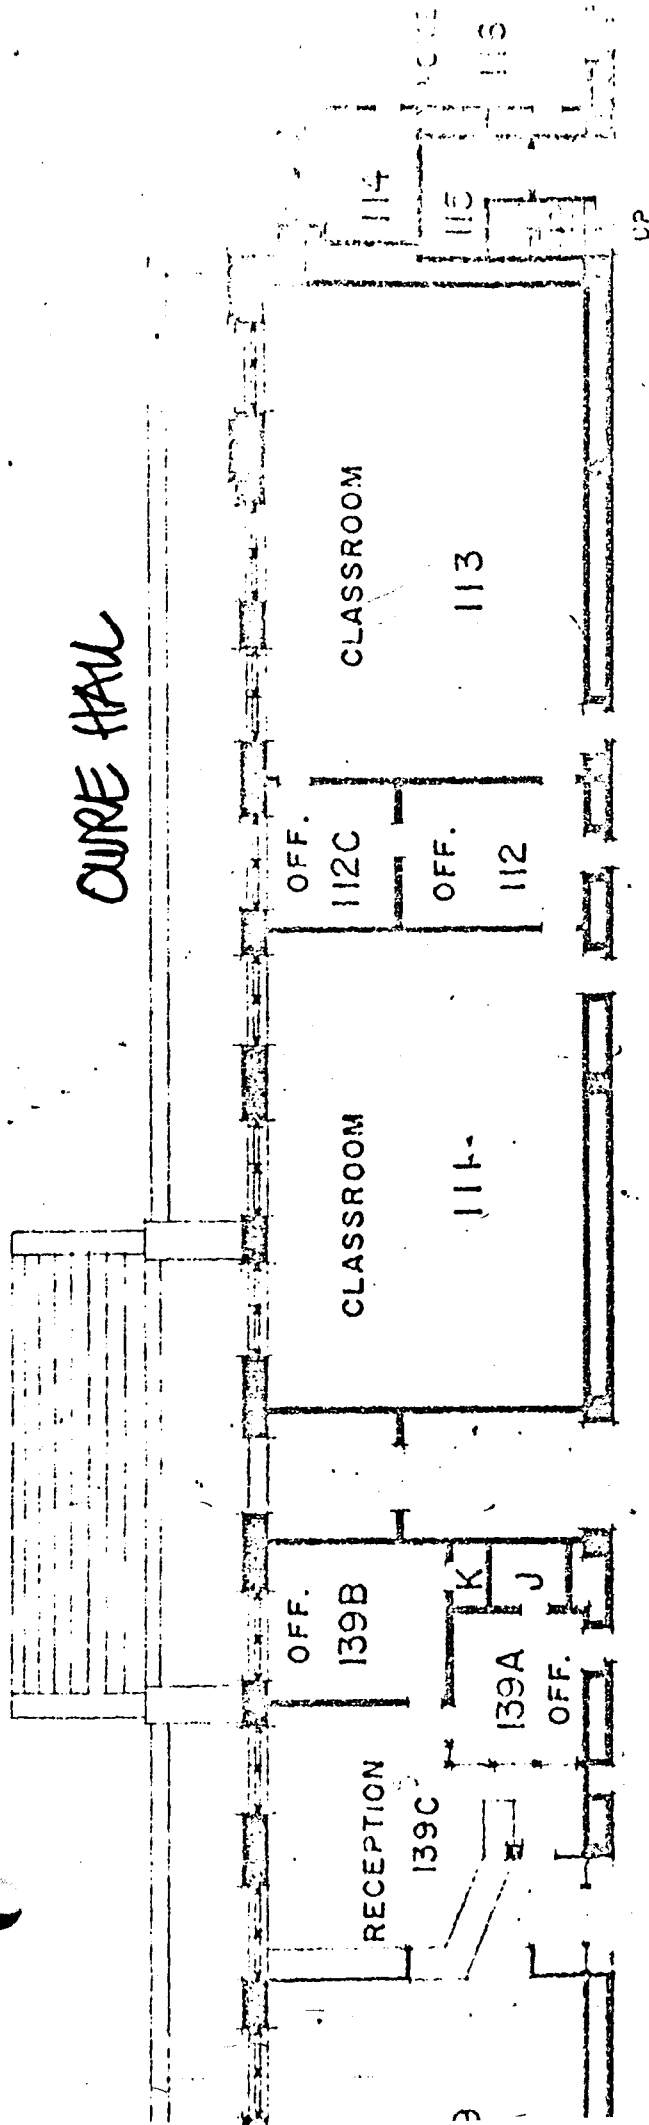 OWRE HALL
116
114
115
UP
CLASSROOM
113
OFF.
112C
OFF.
112
CLASSROOM
111
OFF.
139B
K
J
139A
OFF.
RECEPTION
139C